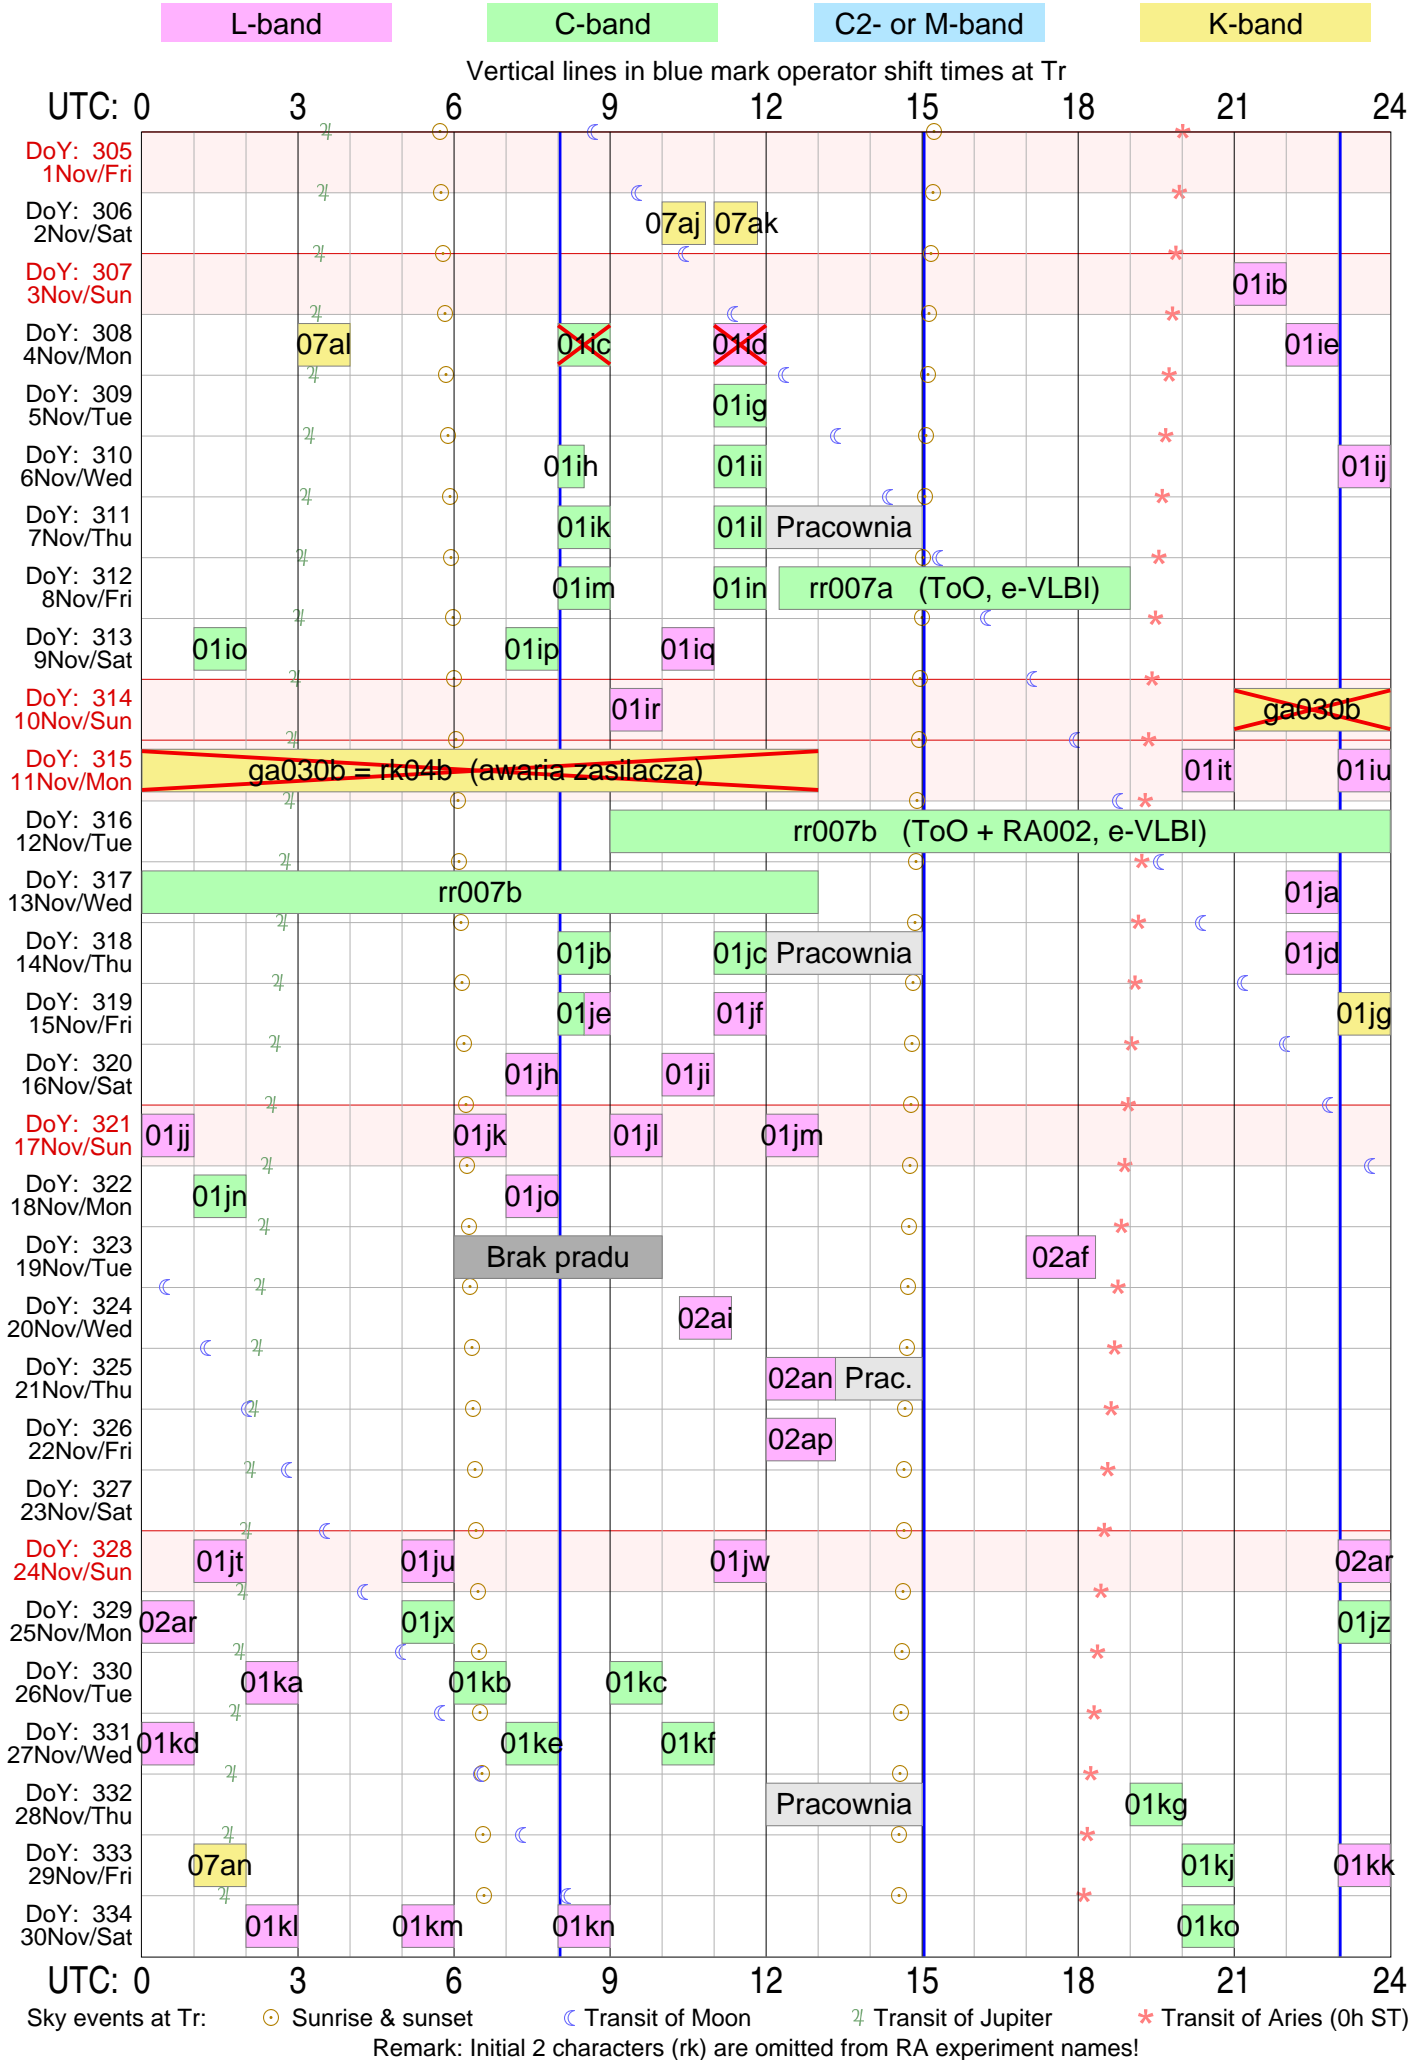 L-band C-band C2- or M-band K-band
Vertical lines in blue mark operator shift times at Tr
UTC: 0 3 6 9 12 15 18 21 24
DoY: 305
1Nov/Fri
DoY: 306
2Nov/Sat
07aj 07ak
DoY: 307
3Nov/Sun
01ib
DoY: 308
4Nov/Mon
07al 01ic 01id 01ie
DoY: 309
5Nov/Tue
01ig
DoY: 310
6Nov/Wed
01ih 01ii 01ij
DoY: 311
7Nov/Thu
01ik 01il Pracownia
DoY: 312
8Nov/Fri
01im 01in rr007a (ToO, e-VLBI)
DoY: 313
9Nov/Sat
01io 01ip 01iq
DoY: 314
10Nov/Sun
01ir ga030b
DoY: 315
11Nov/Mon
ga030b = rk04b (awaria zasilacza) 01it 01iu
DoY: 316
12Nov/Tue
rr007b (ToO + RA002, e-VLBI)
DoY: 317
13Nov/Wed
rr007b 01ja
DoY: 318
14Nov/Thu
01jb 01jc Pracownia 01jd
DoY: 319
15Nov/Fri
01je 01jf 01jg
DoY: 320
16Nov/Sat
01jh 01ji
DoY: 321
17Nov/Sun
01jj 01jk 01jl 01jm
DoY: 322
18Nov/Mon
01jn 01jo
DoY: 323
19Nov/Tue
Brak pradu 02af
DoY: 324
20Nov/Wed
02ai
DoY: 325
21Nov/Thu
02an Prac.
DoY: 326
22Nov/Fri
02ap
DoY: 327
23Nov/Sat
DoY: 328
24Nov/Sun
01jt 01ju 01jw 02ar
DoY: 329
25Nov/Mon
02ar 01jx 01jz
DoY: 330
26Nov/Tue
01ka 01kb 01kc
DoY: 331
27Nov/Wed
01kd 01ke 01kf
DoY: 332
28Nov/Thu
Pracownia 01kg
DoY: 333
29Nov/Fri
07an 01kj 01kk
DoY: 334
30Nov/Sat
01kl 01km 01kn 01ko
UTC: 0 3 6 9 12 15 18 21 24
Sky events at Tr: Sunrise & sunset Transit of Moon Transit of Jupiter Transit of Aries (0h ST)
Remark: Initial 2 characters (rk) are omitted from RA experiment names!